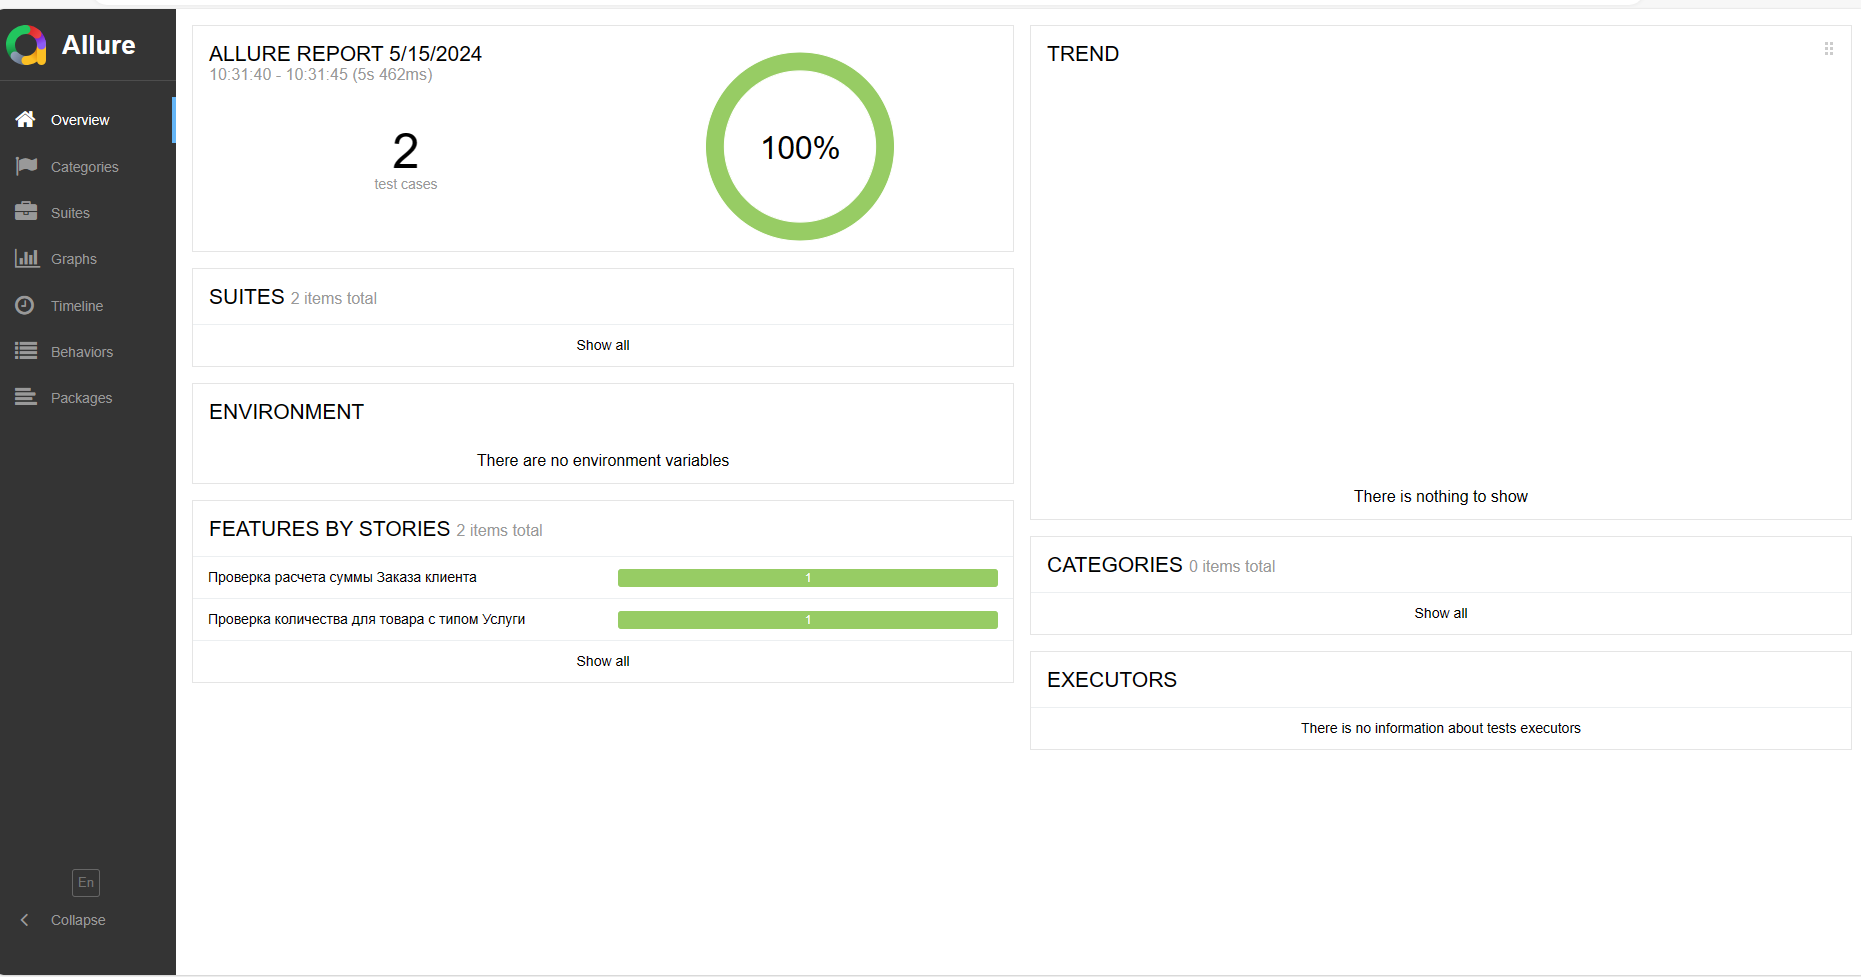 Allure
Overview
Categories
Suites
Graphs
Timeline
Behaviors
Packages
En
Collapse
ALLURE REPORT 5/15/2024
10:31:40 - 10:31:45 (5s 462ms)
2
test cases
100%
SUITES 2 items total
Show all
ENVIRONMENT
There are no environment variables
FEATURES BY STORIES 2 items total
Проверка расчета суммы Заказа клиента 1
Проверка количества для товара с типом Услуги 1
Show all
TREND
There is nothing to show
CATEGORIES 0 items total
Show all
EXECUTORS
There is no information about tests executors